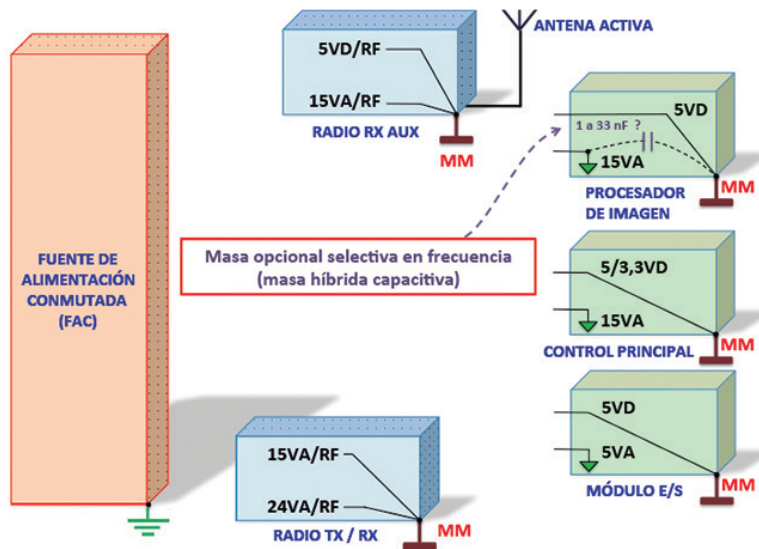 ANTENA ACTIVA
5VD/RF
15VA/RF
RADIO RX AUX
MM
5VD
1 a 33 nF ?
15VA
MM
PROCESADOR
DE IMAGEN
FUENTE DE
ALIMENTACIÓN
CONMUTADA
(FAC)
Masa opcional selectiva en frecuencia
(masa híbrida capacitiva)
5/3,3VD
15VA
MM
CONTROL PRINCIPAL
5VD
5VA
MM
MÓDULO E/S
15VA/RF
24VA/RF
MM
RADIO TX / RX